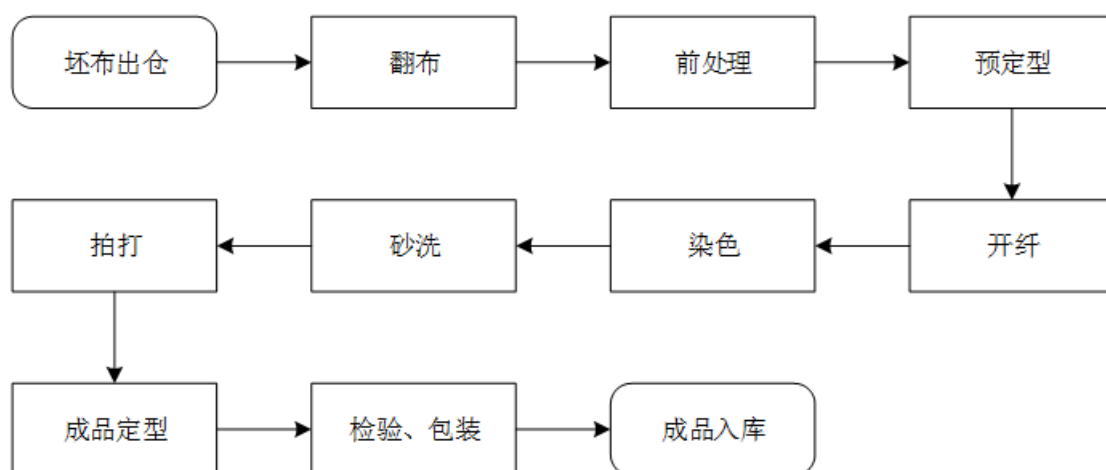 坯布出仓
翻布
前处理
预定型
开纤
染色
砂洗
拍打
成品定型
检验、包装
成品入库